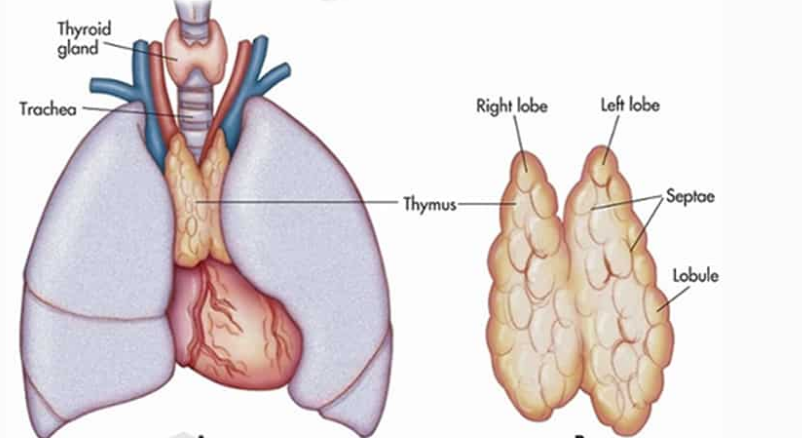 Thyroid
gland
Trachea
Thymus
Right lobe
Left lobe
Septae
Lobule